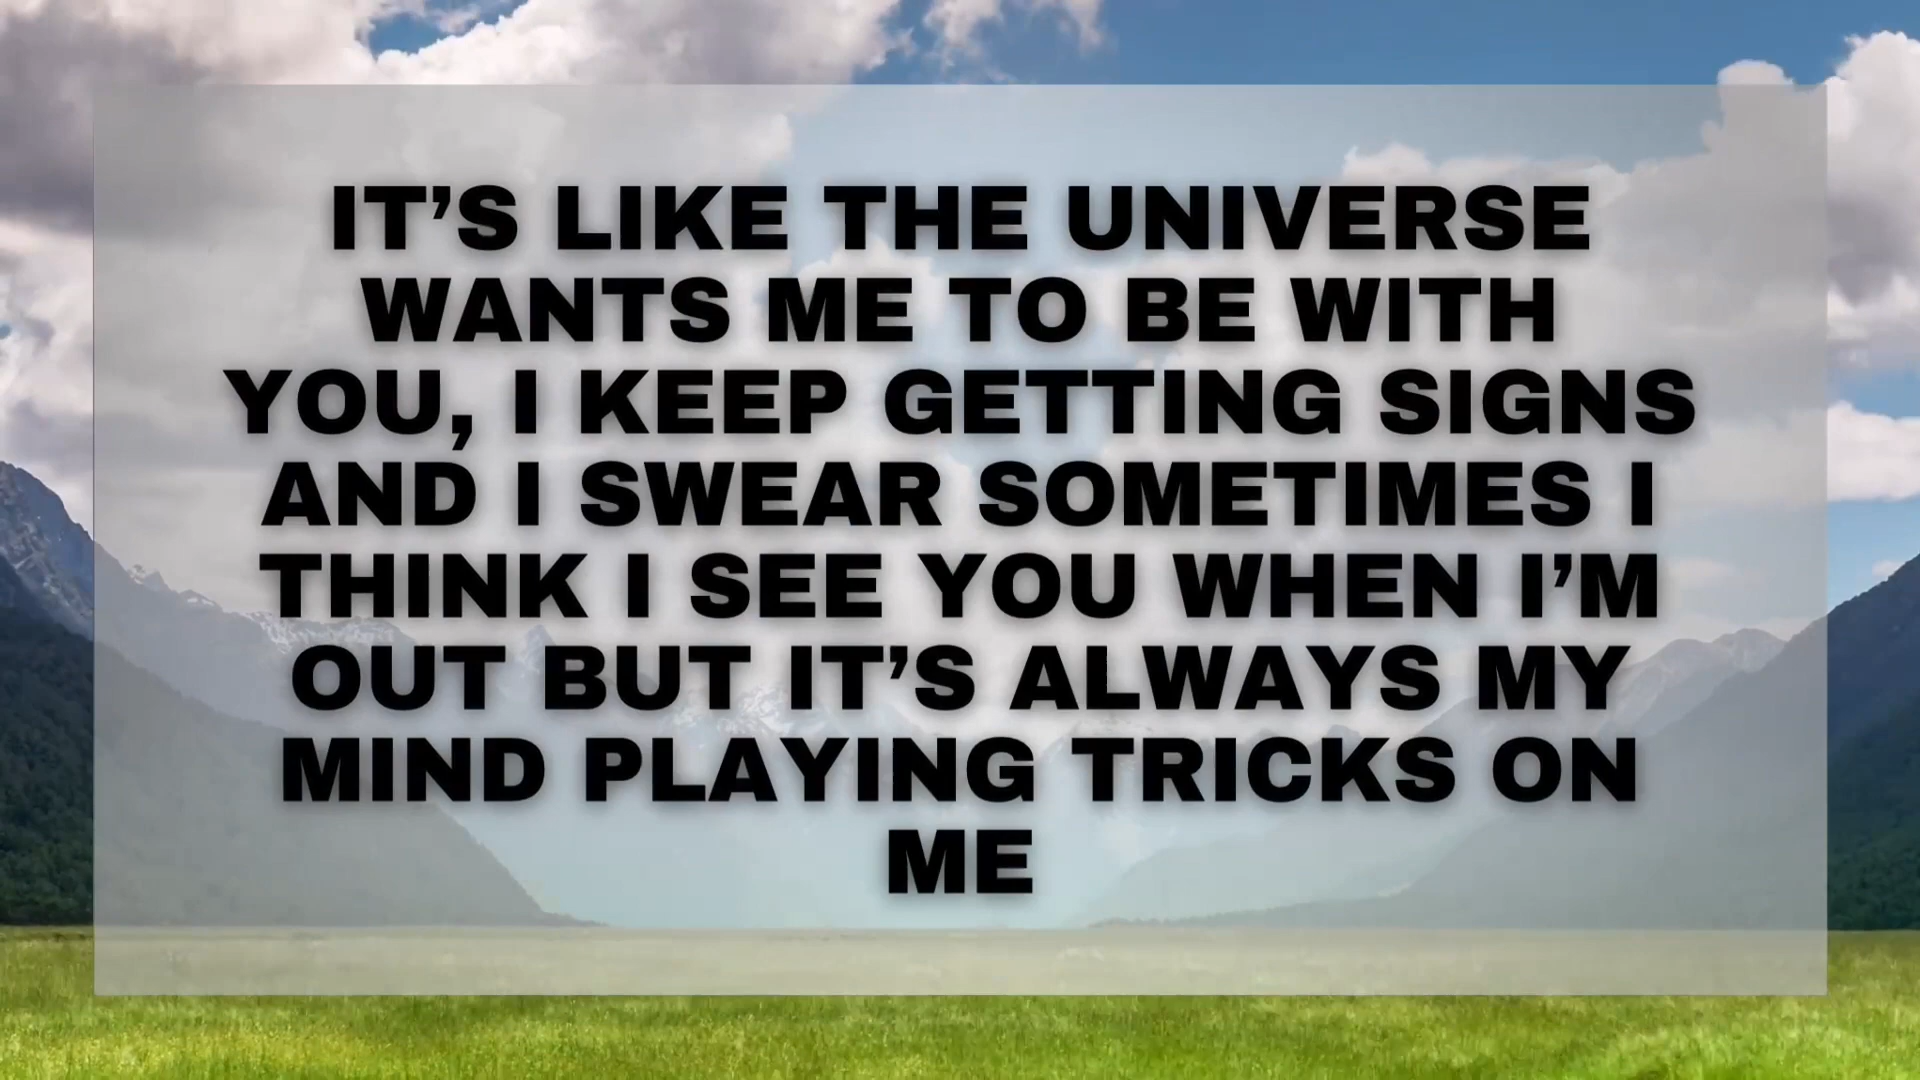 IT’S LIKE THE UNIVERSE
WANTS ME TO BE WITH
YOU, I KEEP GETTING SIGNS
AND I SWEAR SOMETIMES I
THINK I SEE YOU WHEN I’M
OUT BUT IT’S ALWAYS MY
MIND PLAYING TRICKS ON
ME